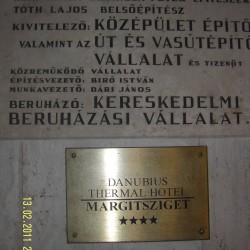 TÓTH LAJOS BELSŐÉPÍTÉSZ
KIVITELEZŐ: KÖZÉPÜLET ÉPÍTŐ
VALAMINT AZ ÚT ÉS VASÚTÉPÍTŐ
VÁLLALAT ÉS TIZENÖT
KÖZREMŰKÖDŐ VÁLLALAT
ÉPÍTÉSVEZETŐ: BIRÓ ISTVÁN
MUNKAVEZETŐ: DÁRI JÁNOS
BERUHÁZÓ: KERESKEDELMI
BERUHÁZÁSI VÁLLALAT.
DANUBIUS
THERMAL HOTEL
MARGITSZIGET
★★★★
13/02/2011